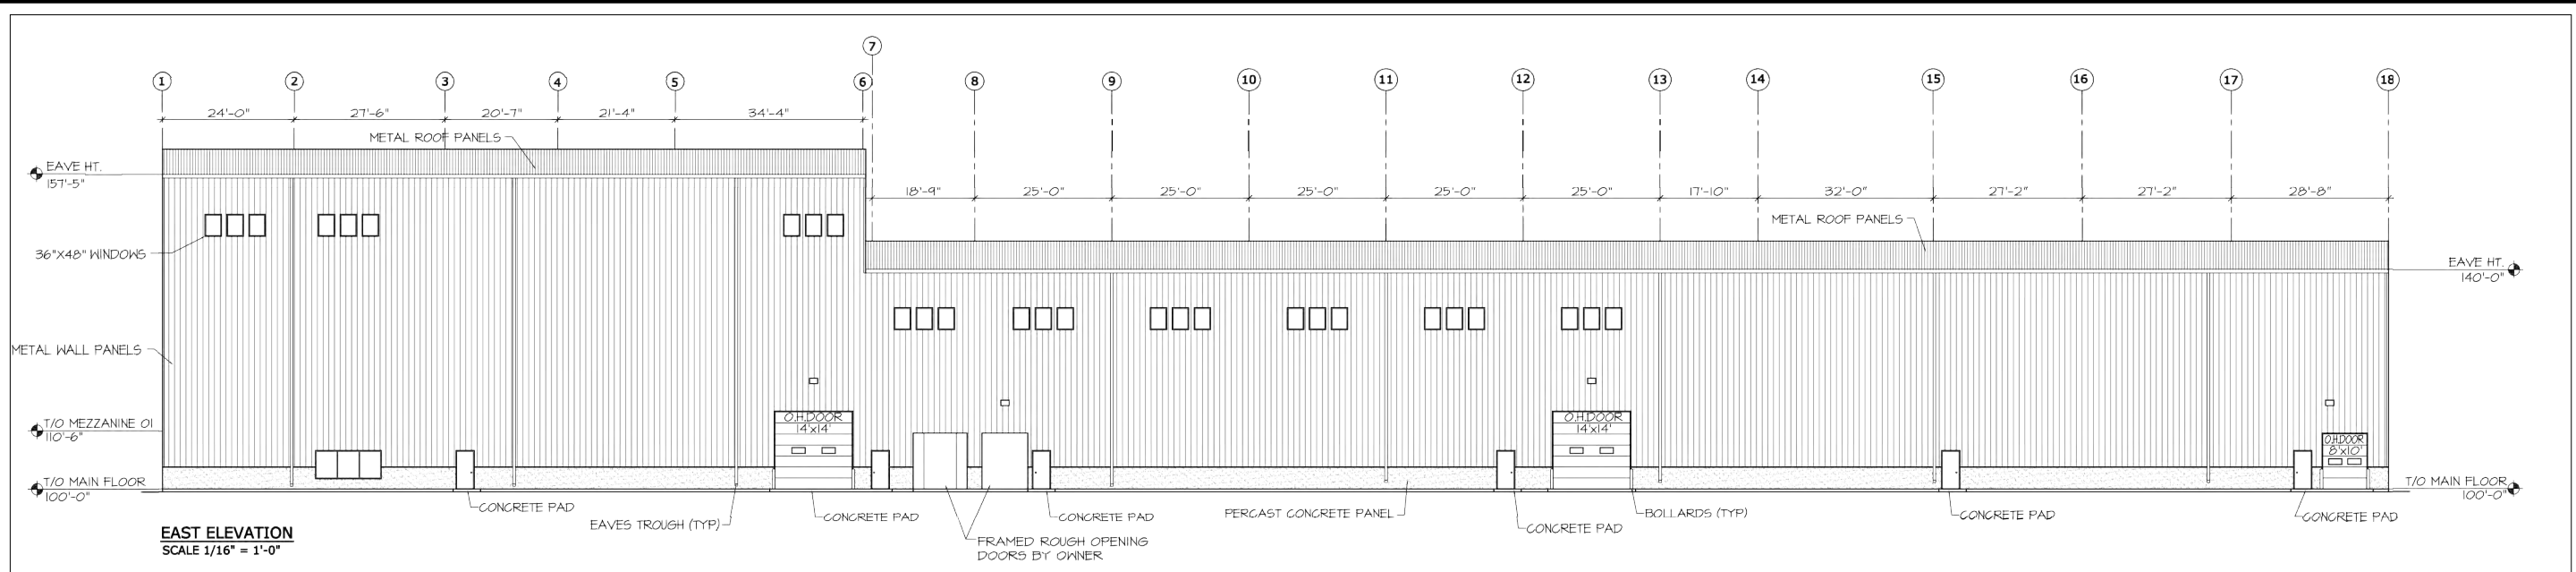 7
1 2 3 4 5 6 8 9 10 11 12 13 14 15 16 17 18
24'-0" 27'-6" 20'-7" 21'-4" 34'-4"
METAL ROOF PANELS
EAVE HT.
157'-5"
18'-9" 25'-0" 25'-0" 25'-0" 25'-0" 25'-0" 17'-10" 32'-0" 27'-2" 27'-2" 28'-8"
METAL ROOF PANELS
36"X48" WINDOWS
EAVE HT.
140'-0"
METAL WALL PANELS
T/O MEZZANINE 01
110'-6"
O.H.DOOR
14'x14'
O.H.DOOR
14'x14'
O.H.DOOR
8'x10'
T/O MAIN FLOOR
100'-0"
T/O MAIN FLOOR
100'-0"
CONCRETE PAD
EAVES TROUGH (TYP)
CONCRETE PAD
FRAMED ROUGH OPENING
DOORS BY OWNER
CONCRETE PAD
PERCAST CONCRETE PANEL
CONCRETE PAD
BOLLARDS (TYP)
CONCRETE PAD
CONCRETE PAD
EAST ELEVATION
SCALE 1/16" = 1'-0"